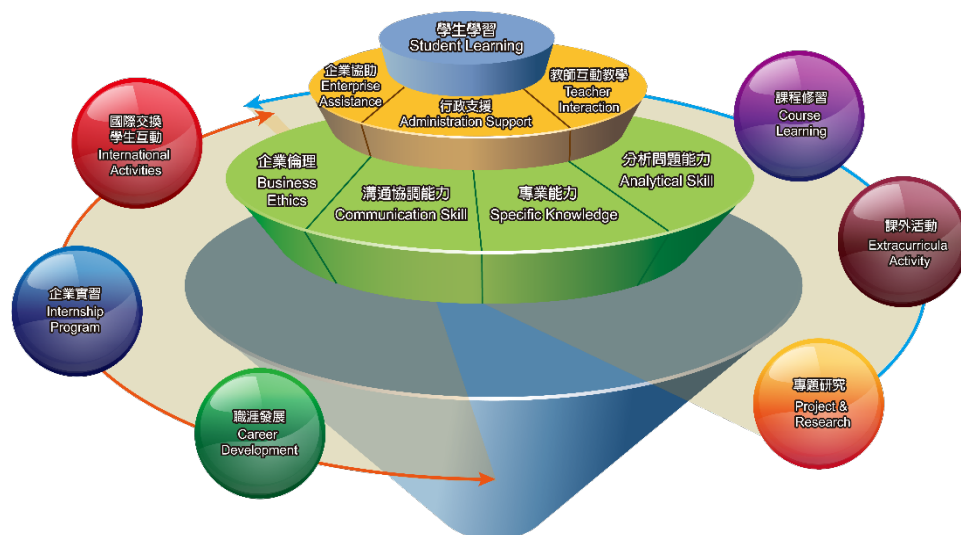 學生學習
Student Learning
企業協助
Enterprise
Assistance
行政支援
Administration Support
教師互動教學
Teacher
Interaction
企業倫理
Business
Ethics
溝通協調能力
Communication Skill
專業能力
Specific Knowledge
分析問題能力
Analytical Skill
國際交換
學生互動
International
Activities
企業實習
Internship
Program
職涯發展
Career
Development
課程修習
Course
Learning
課外活動
Extracurricula
Activity
專題研究
Project &
Research